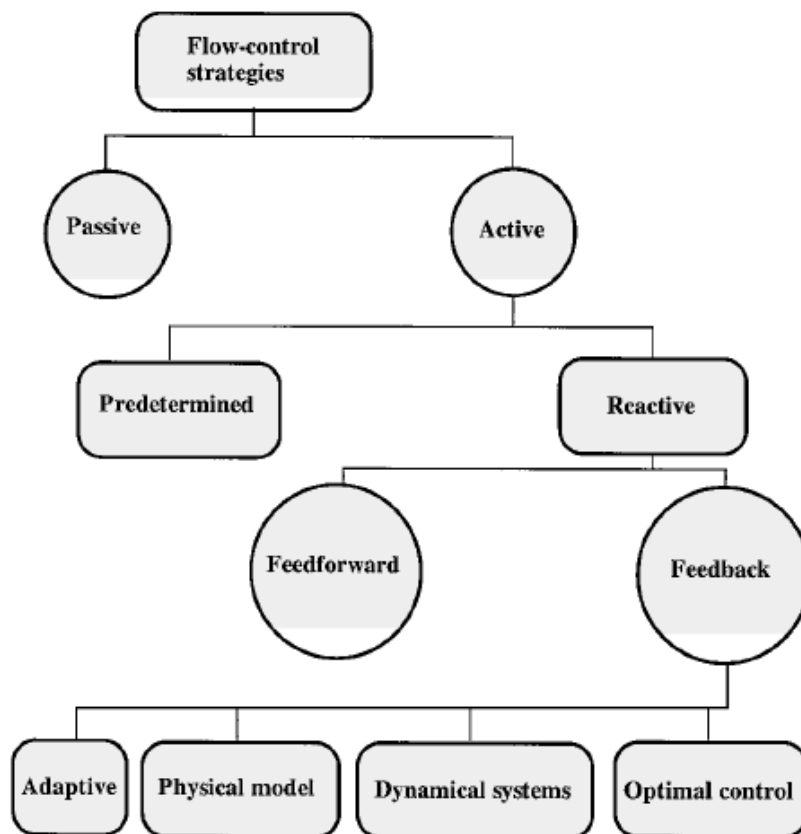 Flow-control
strategies
Passive
Active
Predetermined
Reactive
Feedforward
Feedback
Adaptive
Physical model
Dynamical systems
Optimal control